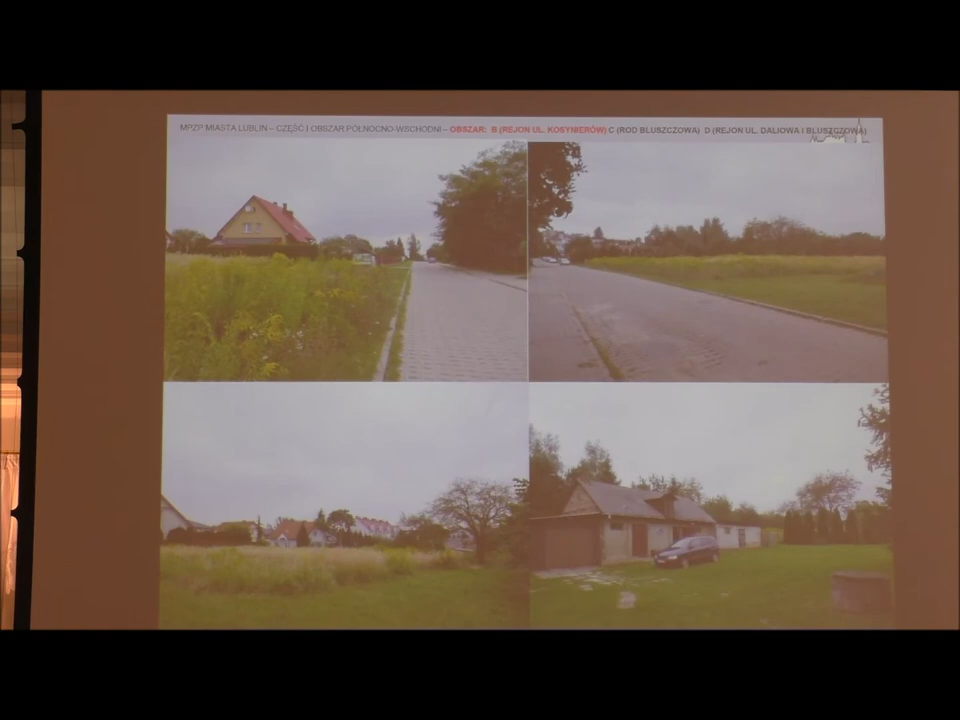 MPZP MIASTA LUBLIN – CZĘŚĆ I OBSZAR PÓŁNOCNO-WSCHODNI – OBSZAR: B (REJON UL. KOSYNIERÓW) C (ROD BLUSZCZOWA) D (REJON UL. DALIOWA I BLUSZCZOWA)